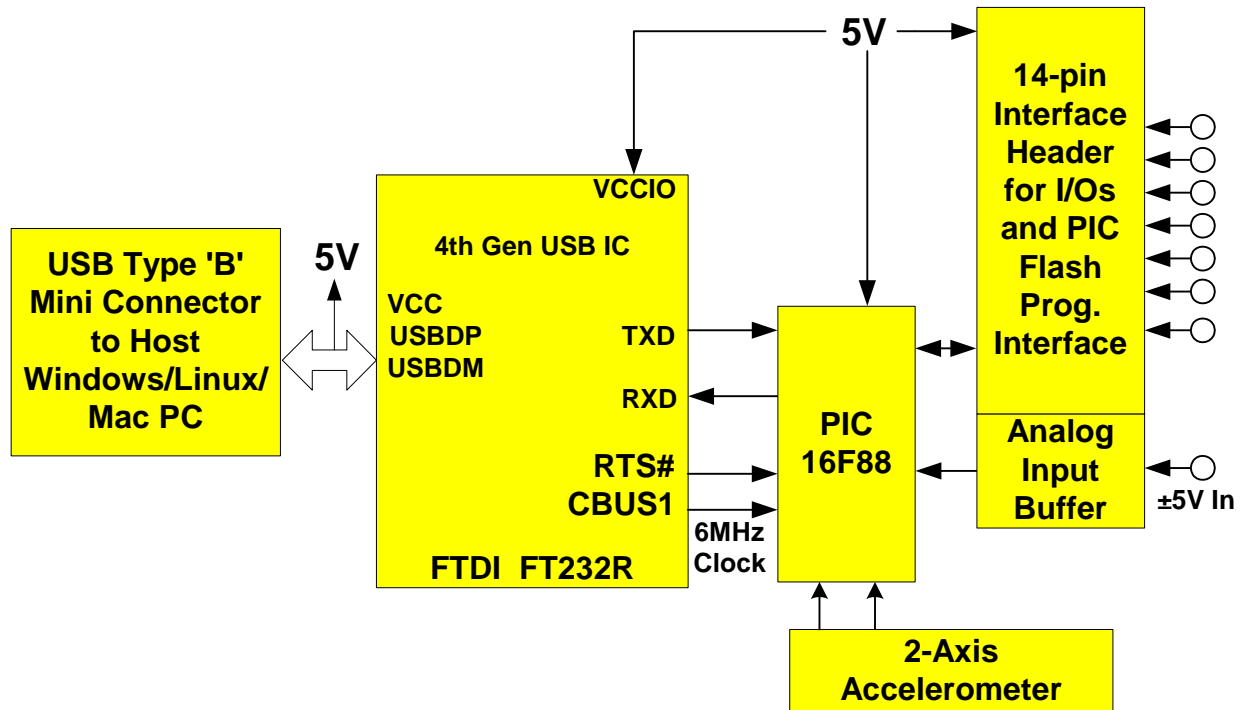 5V
14-pin
Interface
Header
for I/Os
and PIC
Flash
Prog.
Interface
VCCIO
4th Gen USB IC
USB Type 'B'
Mini Connector
to Host
Windows/Linux/
Mac PC
5V
VCC
USBDP
USBDM
TXD
RXD
RTS#
CBUS1
6MHz
Clock
FTDI FT232R
PIC
16F88
Analog
Input
Buffer
±5V In
2-Axis
Accelerometer